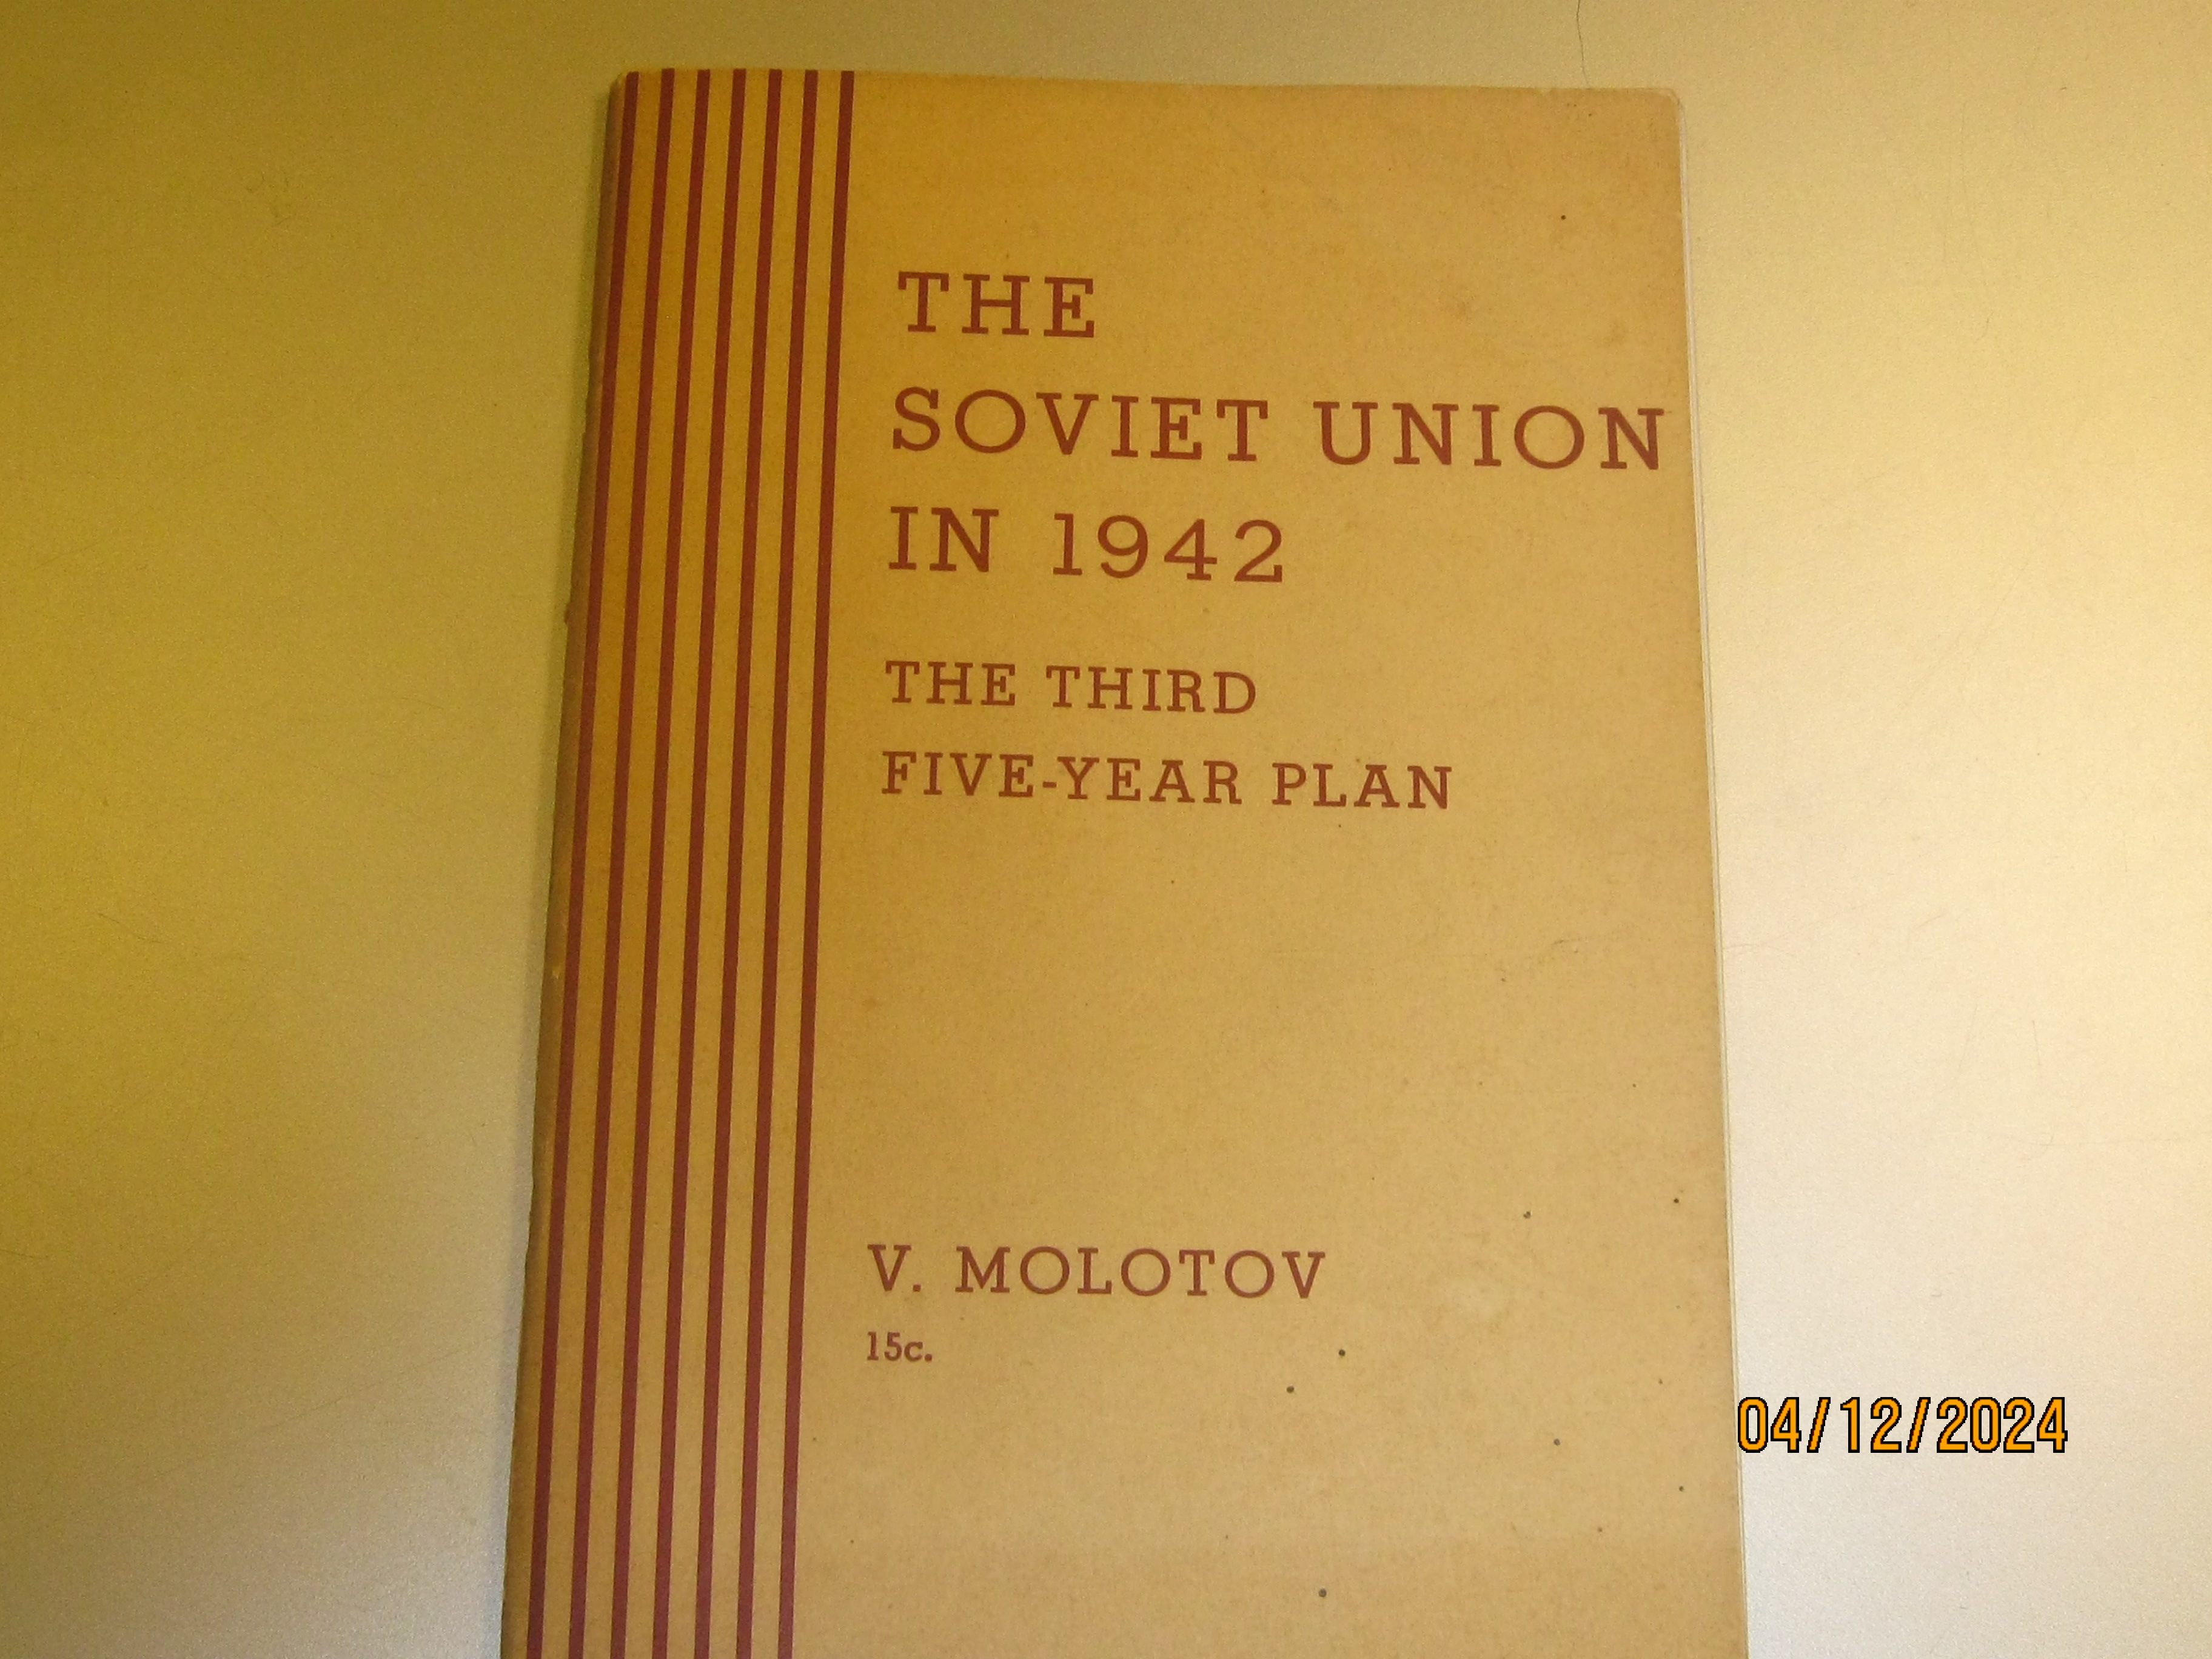 THE
SOVIET UNION
IN 1942
THE THIRD
FIVE-YEAR PLAN
V. MOLOTOV
15c.
04/12/2024